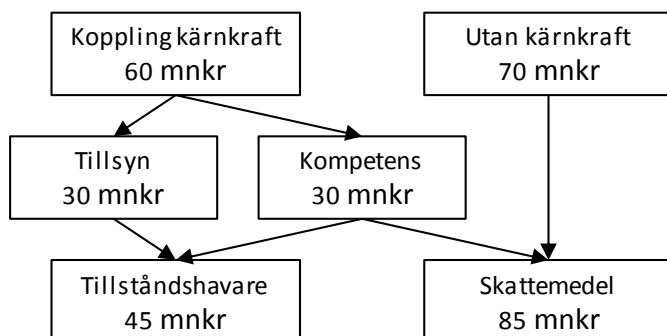 Koppling kärnkraft
60 mnkr
Utan kärnkraft
70 mnkr
Tillsyn
30 mnkr
Kompetens
30 mnkr
Tillståndshavare
45 mnkr
Skattemedel
85 mnkr